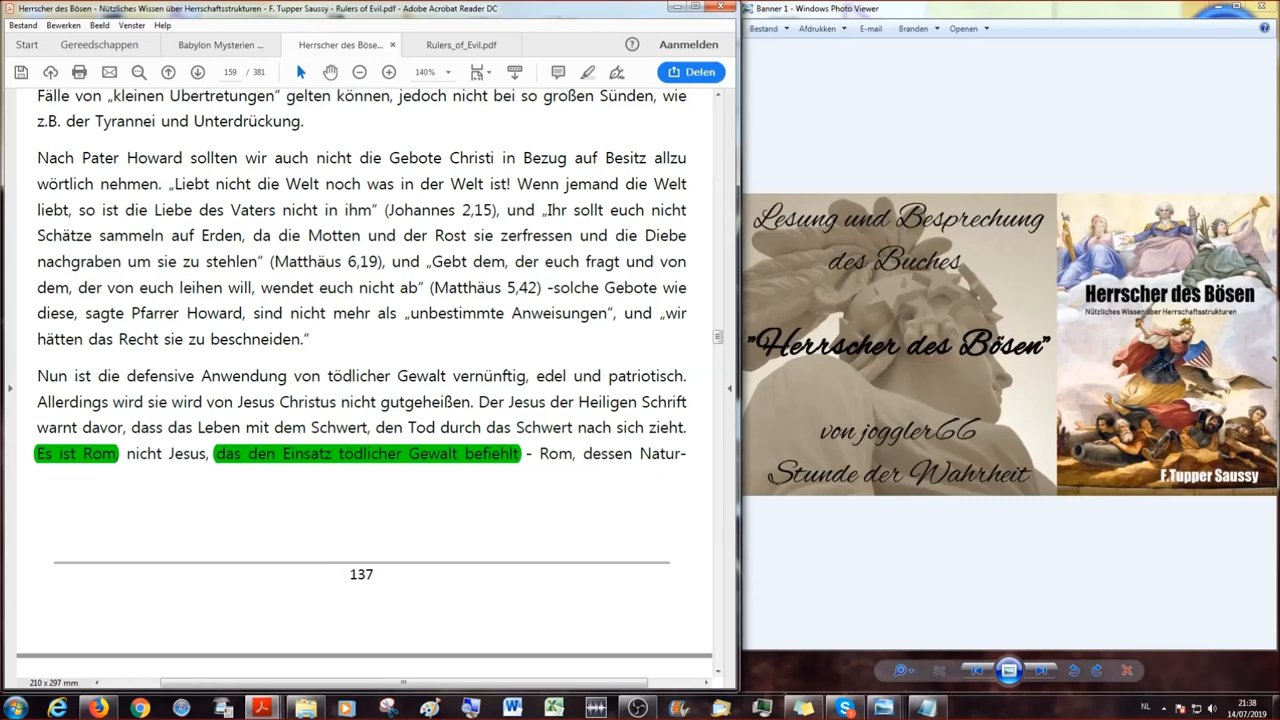 Herrscher des Bösen - Nützliches Wissen über Herrschaftsstrukturen - F. Tupper Saussy - Rulers of Evil.pdf - Adobe Acrobat Reader DC
Bestand Bewerken Beeld Venster Help
Start Gereedschappen Babylon Mysterien ... Herrscher des Böse... × Rulers_of_Evil.pdf Aanmelden
159 / 381 140% Delen
Fälle von „kleinen Übertretungen“ gelten können, jedoch nicht bei so großen Sünden, wie
z.B. der Tyrannei und Unterdrückung.
Nach Pater Howard sollten wir auch nicht die Gebote Christi in Bezug auf Besitz allzu
wörtlich nehmen. „Liebt nicht die Welt noch was in der Welt ist! Wenn jemand die Welt
liebt, so ist die Liebe des Vaters nicht in ihm“ (Johannes 2,15), und „Ihr sollt euch nicht
Schätze sammeln auf Erden, da die Motten und der Rost sie zerfressen und die Diebe
nachgraben um sie zu stehlen“ (Matthäus 6,19), und „Gebt dem, der euch fragt und von
dem, der von euch leihen will, wendet euch nicht ab“ (Matthäus 5,42) -solche Gebote wie
diese, sagte Pfarrer Howard, sind nicht mehr als „unbestimmte Anweisungen“, und „wir
hätten das Recht sie zu beschneiden.“
Nun ist die defensive Anwendung von tödlicher Gewalt vernünftig, edel und patriotisch.
Allerdings wird sie wird von Jesus Christus nicht gutgeheißen. Der Jesus der Heiligen Schrift
warnt davor, dass das Leben mit dem Schwert, den Tod durch das Schwert nach sich zieht.
Es ist Rom nicht Jesus, das den Einsatz tödlicher Gewalt befiehlt - Rom, dessen Natur-
137
210 x 297 mm
Banner 1 - Windows Photo Viewer
Bestand Afdrukken E-mail Branden Openen
Lesung und Besprechung
des Buches
"Herrscher des Bösen"
von joggler66
Stunde der Wahrheit
Herrscher des Bösen
Nützliches Wissen über Herrschaftsstrukturen
F.Tupper Saussy
NL 21:38
14/07/2019